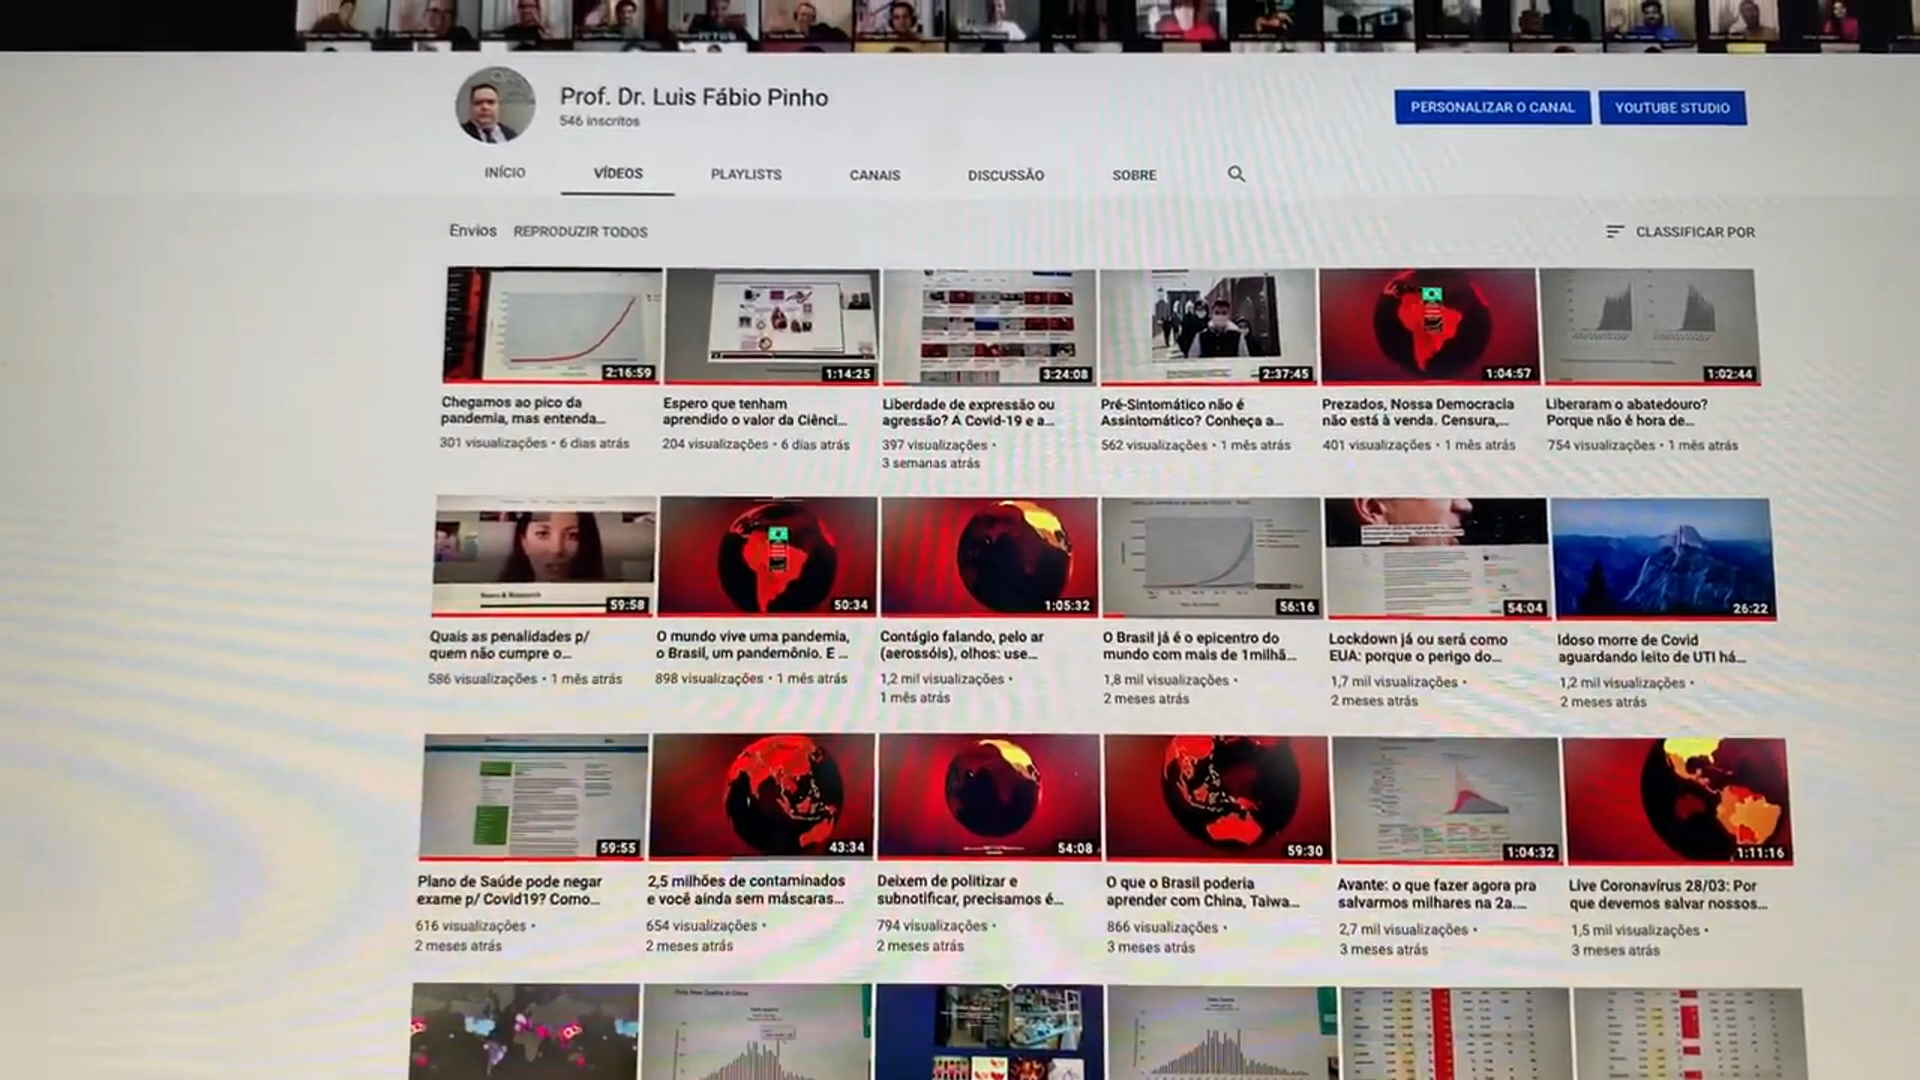 Prof. Dr. Luis Fábio Pinho
546 inscritos
PERSONALIZAR O CANAL
YOUTUBE STUDIO
INÍCIO
VÍDEOS
PLAYLISTS
CANAIS
DISCUSSÃO
SOBRE
Envios
REPRODUZIR TODOS
CLASSIFICAR POR
2:16:59
1:14:25
3:24:08
2:37:45
1:04:57
1:02:44
Chegamos ao pico da
pandemia, mas entenda...
301 visualizações • 6 dias atrás
Espero que tenham
aprendido o valor da Ciênci...
204 visualizações • 6 dias atrás
Liberdade de expressão ou
agressão? A Covid-19 e a...
397 visualizações •
3 semanas atrás
Pré-Sintomático não é
Assintomático? Conheça a...
562 visualizações • 1 mês atrás
Prezados, Nossa Democracia
não está à venda. Censura,...
401 visualizações • 1 mês atrás
Liberaram o abatedouro?
Porque não é hora de...
754 visualizações • 1 mês atrás
59:58
50:34
1:05:32
56:16
54:04
26:22
Quais as penalidades p/
quem não cumpre o...
586 visualizações • 1 mês atrás
O mundo vive uma pandemia,
o Brasil, um pandemônio. E ...
898 visualizações • 1 mês atrás
Contágio falando, pelo ar
(aerossóis), olhos: use...
1,2 mil visualizações •
1 mês atrás
O Brasil já é o epicentro do
mundo com mais de 1milhã...
1,8 mil visualizações •
2 meses atrás
Lockdown já ou será como
EUA: porque o perigo do...
1,7 mil visualizações •
2 meses atrás
Idoso morre de Covid
aguardando leito de UTI há...
1,2 mil visualizações •
2 meses atrás
59:55
43:34
54:08
59:30
1:04:32
1:11:16
Plano de Saúde pode negar
exame p/ Covid19? Como...
616 visualizações •
2 meses atrás
2,5 milhões de contaminados
e você ainda sem máscaras...
654 visualizações •
2 meses atrás
Deixem de politizar e
subnotificar, precisamos é...
794 visualizações •
2 meses atrás
O que o Brasil poderia
aprender com China, Taiwa...
866 visualizações •
3 meses atrás
Avante: o que fazer agora pra
salvarmos milhares na 2a....
2,7 mil visualizações •
3 meses atrás
Live Coronavírus 28/03: Por
que devemos salvar nossos...
1,5 mil visualizações •
3 meses atrás